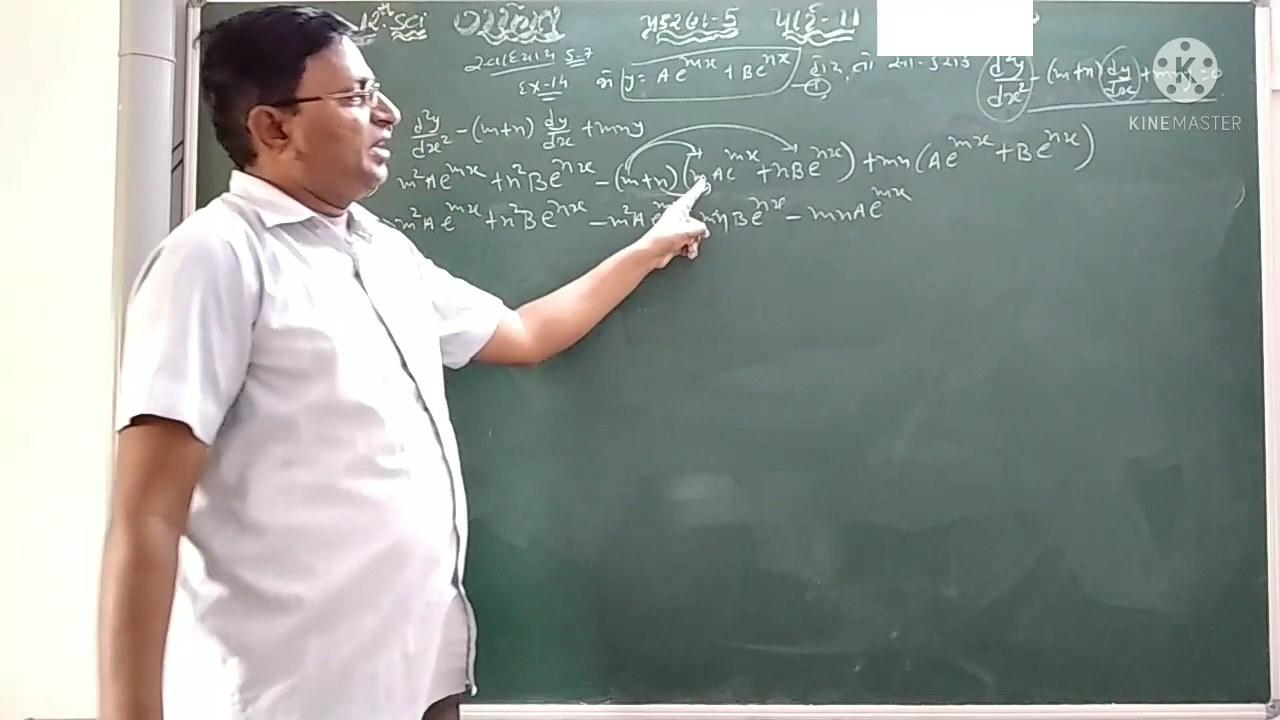 12th Sci ગણિત પ્રકરણ-5 પાર્ટ-11
સ્વાધ્યાય 5.7
Ex-14 જો y = Ae^{mx} + Be^{nx} —① હોય, તો સાબિત d²y/dx² - (m+n) dy/dx + mny = 0
KINEMASTER
d²y/dx² - (m+n) dy/dx + mny
m²Ae^{mx} + n²Be^{nx} - (m+n)(mAe^{mx} + nBe^{nx}) + mn(Ae^{mx} + Be^{nx})
m²Ae^{mx} + n²Be^{nx} - m²Ae mnBe^{nx} - mnAe^{mx}